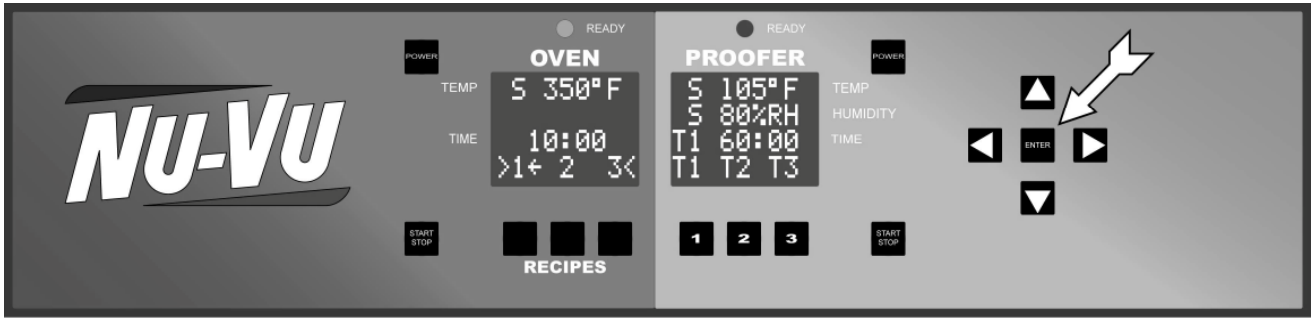 NU-VU
READY
POWER
OVEN
TEMP
S 350°F
TIME
10:00
>1← 2 3<
START
STOP
RECIPES
READY
PROOFER
POWER
S 105°F
TEMP
S 80%RH
HUMIDITY
T1 60:00
TIME
T1 T2 T3
1 2 3
START
STOP
ENTER